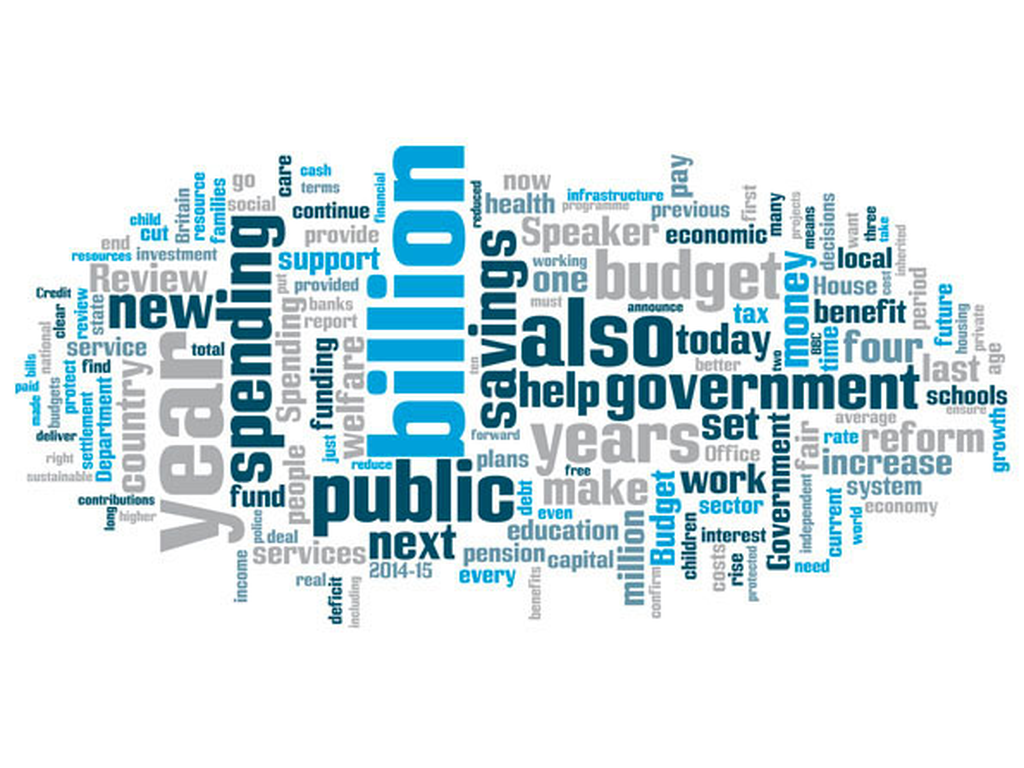 billion
year
spending
public
also
government
budget
years
savings
new
Speaker
Review
support
country
Spending
welfare
money
Government
next
help
today
four
set
work
make
reform
increase
million
Budget
services
service
fund
people
funding
education
pension
capital
every
plans
2014-15
care
cash
terms
financial
go
social
continue
provide
provided
banks
report
put
families
resource
Britain
child
cut
end
resources
investment
Credit
clear
review
state
national
bills
paid
made
budgets
protect
find
total
deliver
settlement
Department
right
sustainable
contributions
long
higher
police
deal
income
real
deficit
including
just
reduce
reduced
now
health
infrastructure
programme
previous
pay
economic
working
one
must
announce
ten
forward
better
tax
two
BBC
time
first
many
projects
means
decisions
want
three
take
inherited
local
House
cost
benefit
period
future
housing
private
age
last
schools
ensure
growth
average
rate
fair
Office
free
debt
even
sector
interest
children
costs
rise
protected
confirm
benefits
independent
current
need
world
system
economy